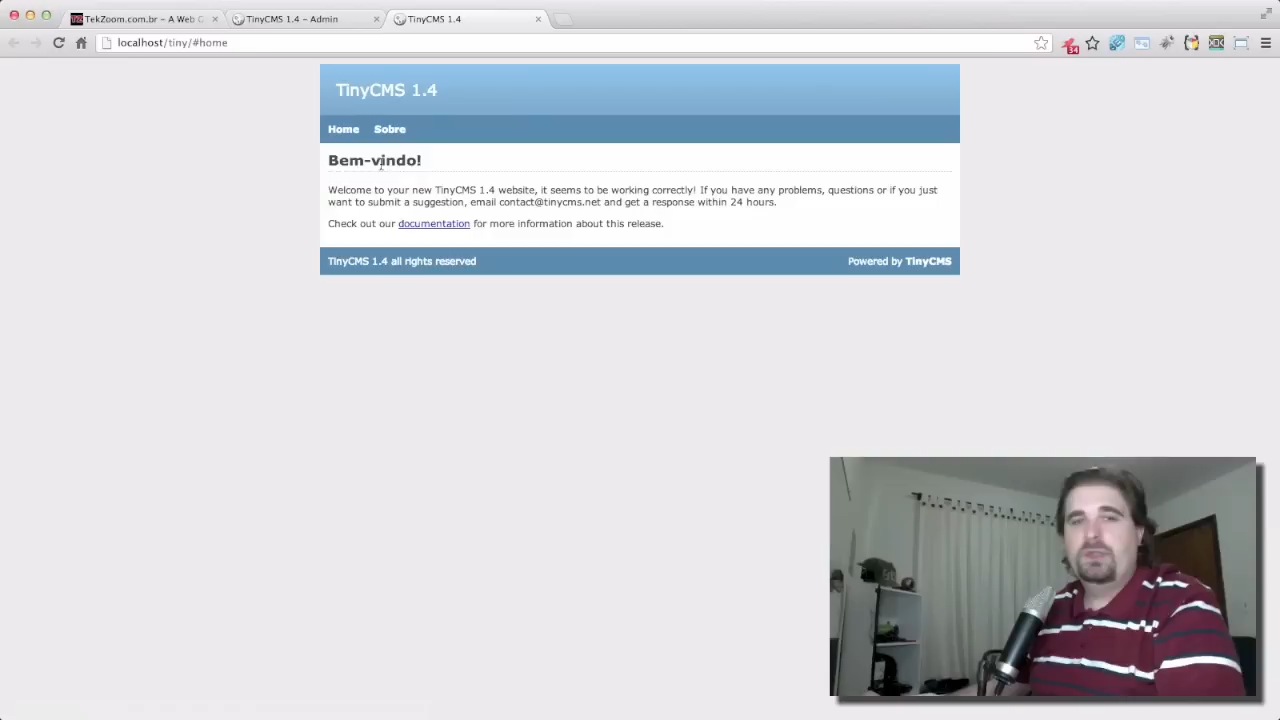 TekZoom.com.br – A Web C
TinyCMS 1.4 – Admin
TinyCMS 1.4
localhost/tiny/#home
34
TinyCMS 1.4
Home Sobre
Bem-vindo!
Welcome to your new TinyCMS 1.4 website, it seems to be working correctly! If you have any problems, questions or if you just
want to submit a suggestion, email contact@tinycms.net and get a response within 24 hours.
Check out our documentation for more information about this release.
TinyCMS 1.4 all rights reserved
Powered by TinyCMS